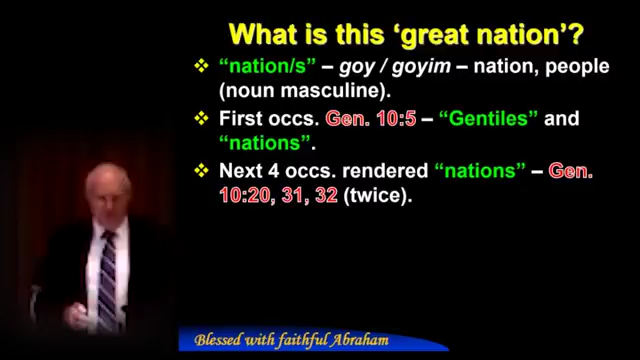 What is this ‘great nation’?
❖ “nation/s” – goy / goyim – nation, people
(noun masculine).
❖ First occs. Gen. 10:5 – “Gentiles” and
“nations”.
❖ Next 4 occs. rendered “nations” – Gen.
10:20, 31, 32 (twice).
Blessed with faithful Abraham